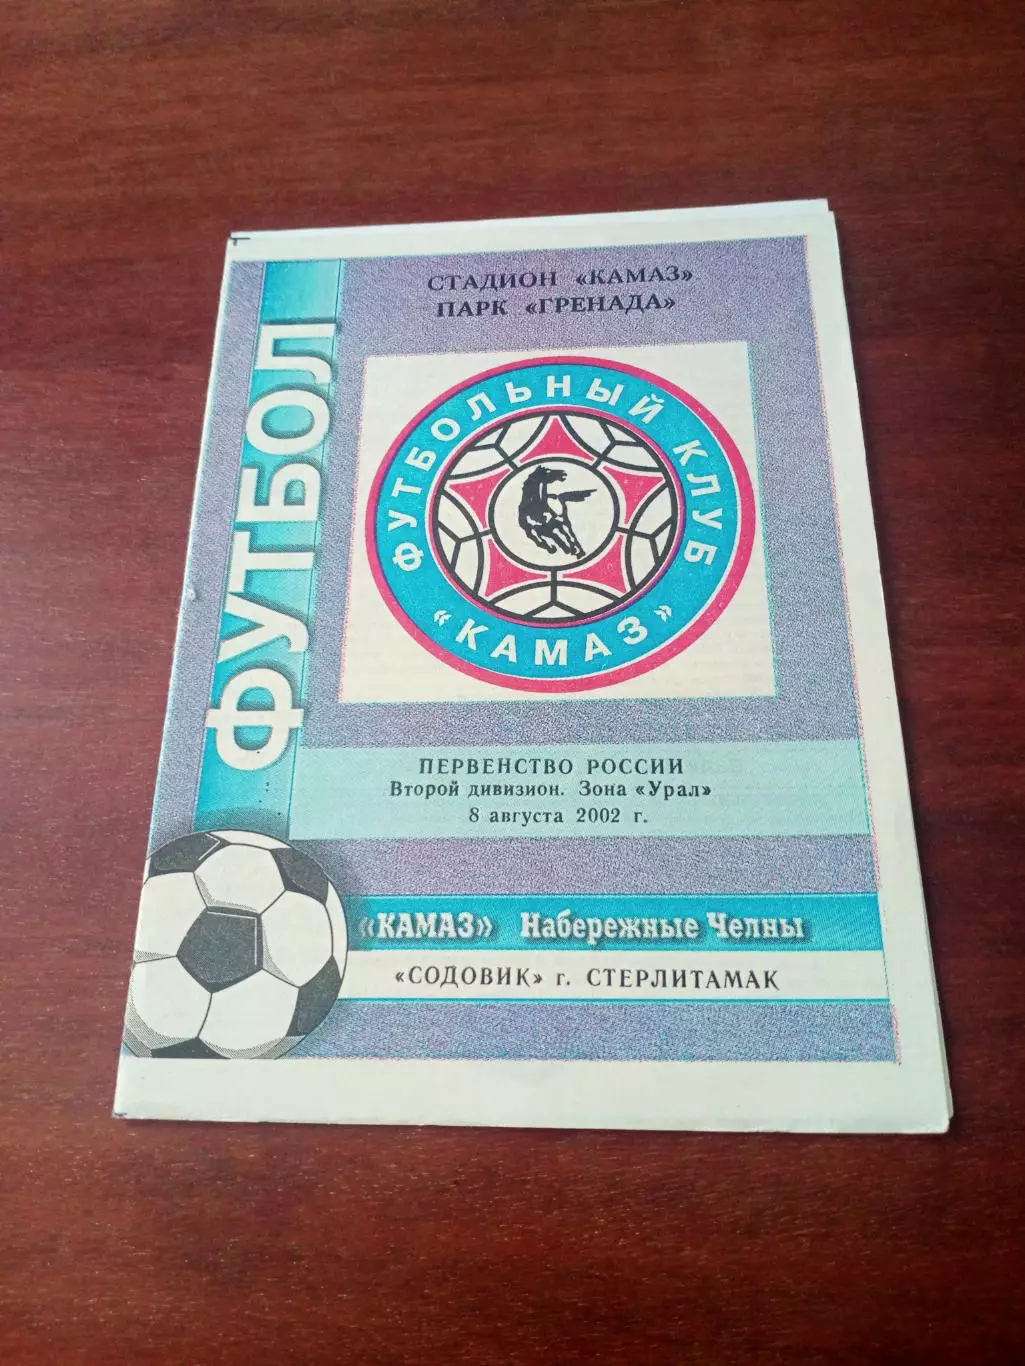 СТАДИОН «КАМАЗ»
ПАРК «ГРЕНАДА»
ФУТБОЛ
ФУТБОЛЬНЫЙ КЛУБ
«КАМАЗ»
ПЕРВЕНСТВО РОССИИ
Второй дивизион. Зона «Урал»
8 августа 2002 г.
«КАМАЗ» Набережные Челны
«СОДОВИК» г. СТЕРЛИТАМАК